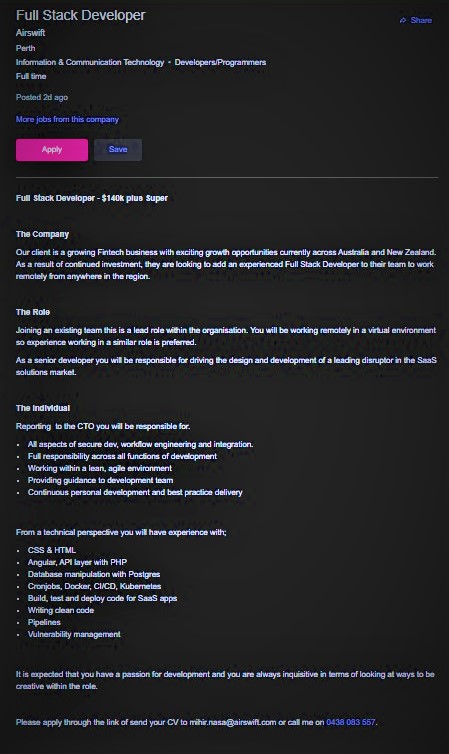 Full Stack Developer
Share
Airswift
Perth
Information & Communication Technology • Developers/Programmers
Full time
Posted 2d ago
More jobs from this company
Apply
Save
Full Stack Developer - $140k plus Super
The Company
Our client is a growing Fintech business with exciting growth opportunities currently across Australia and New Zealand.
As a result of continued investment, they are looking to add an experienced Full Stack Developer to their team to work
remotely from anywhere in the region.
The Role
Joining an existing team this is a lead role within the organisation. You will be working remotely in a virtual environment
so experience working in a similar role is preferred.
As a senior developer you will be responsible for driving the design and development of a leading disruptor in the SaaS
solutions market.
The Individual
Reporting to the CTO you will be responsible for.
• All aspects of secure dev, workflow engineering and integration.
• Full responsibility across all functions of development
• Working within a lean, agile environment
• Providing guidance to development team
• Continuous personal development and best practice delivery
From a technical perspective you will have experience with;
• CSS & HTML
• Angular, API layer with PHP
• Database manipulation with Postgres
• Cronjobs, Docker, CI/CD, Kubernetes
• Build, test and deploy code for SaaS apps
• Writing clean code
• Pipelines
• Vulnerability management
It is expected that you have a passion for development and you are always inquisitive in terms of looking at ways to be
creative within the role.
Please apply through the link of send your CV to mihir.nasa@airswift.com or call me on 0438 083 557.